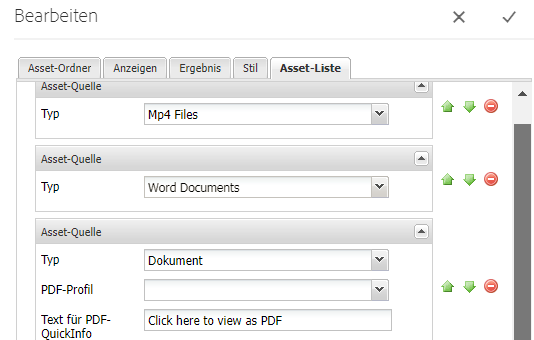 Bearbeiten
Asset-Ordner Anzeigen Ergebnis Stil Asset-Liste
Asset-Quelle
Typ Mp4 Files
Asset-Quelle
Typ Word Documents
Asset-Quelle
Typ Dokument
PDF-Profil
Text für PDF- Click here to view as PDF
QuickInfo